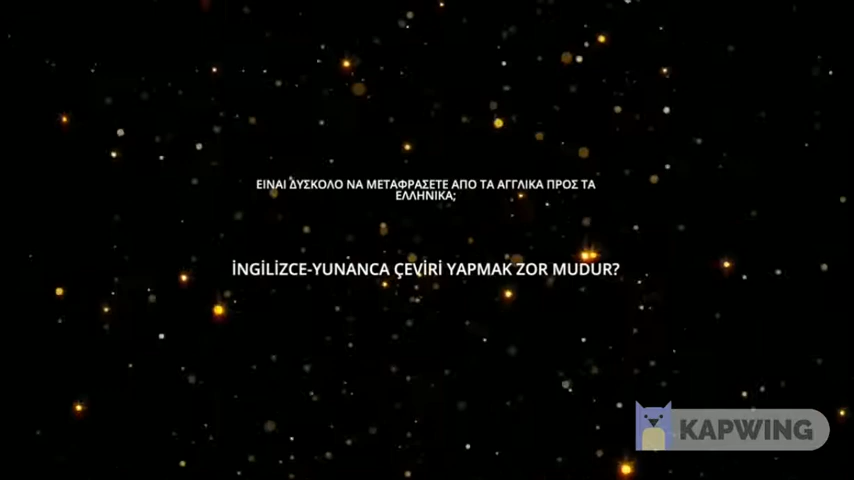 ΕΙΝΑΙ ΔΥΣΚΟΛΟ ΝΑ ΜΕΤΑΦΡΑΣΕΤΕ ΑΠΟ ΤΑ ΑΓΓΛΙΚΑ ΠΡΟΣ ΤΑ
ΕΛΛΗΝΙΚΑ;
İNGİLİZCE-YUNANCA ÇEVİRİ YAPMAK ZOR MUDUR?
KAPWING